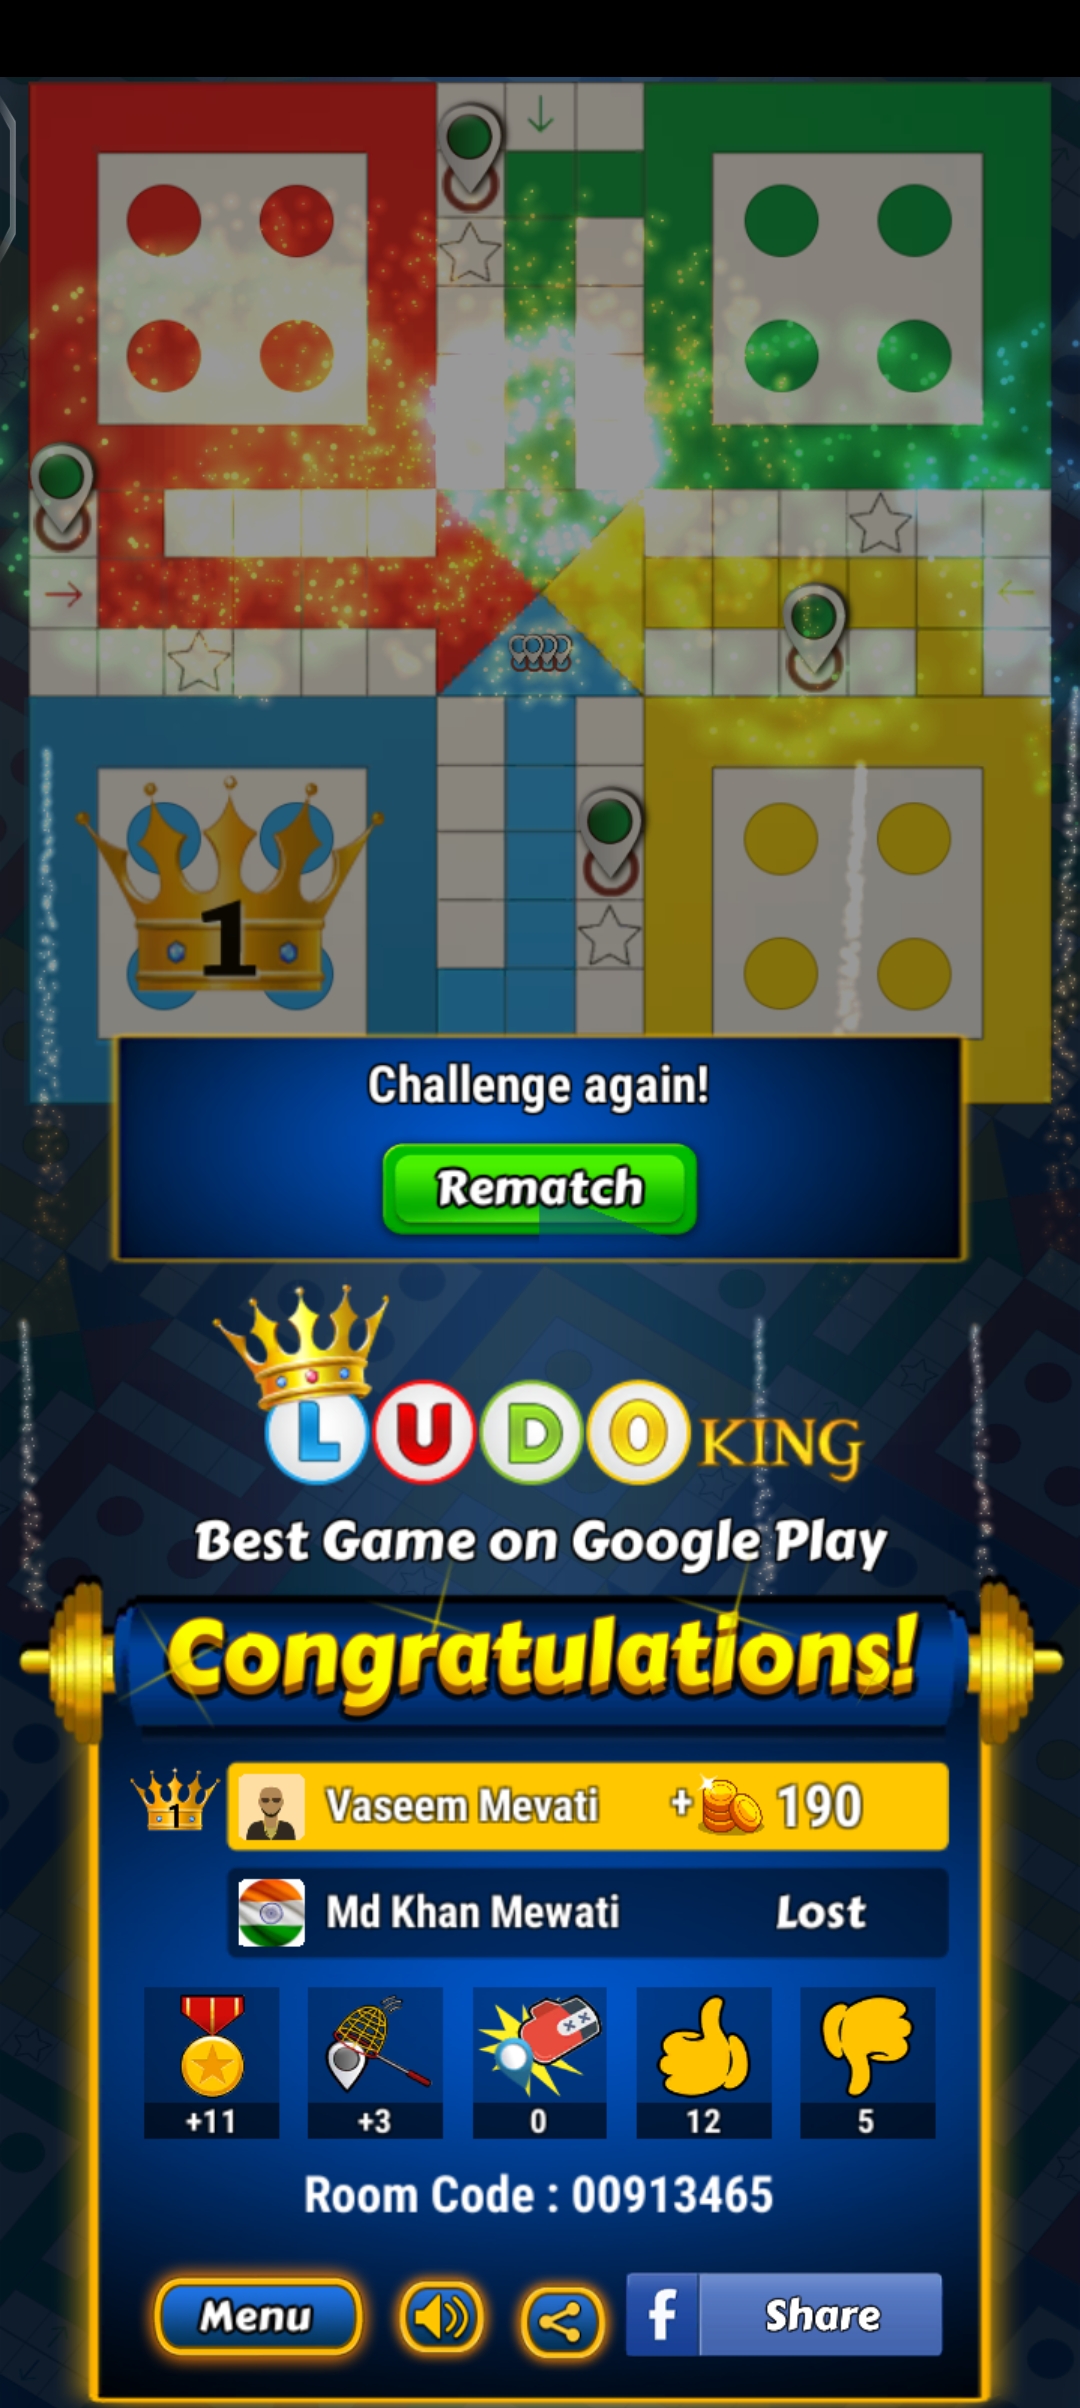 1
Challenge again!
Rematch
LUDO KING
Best Game on Google Play
Congratulations!
1 Vaseem Mevati + 190
Md Khan Mewati Lost
+11 +3 0 12 5
Room Code : 00913465
Menu f Share